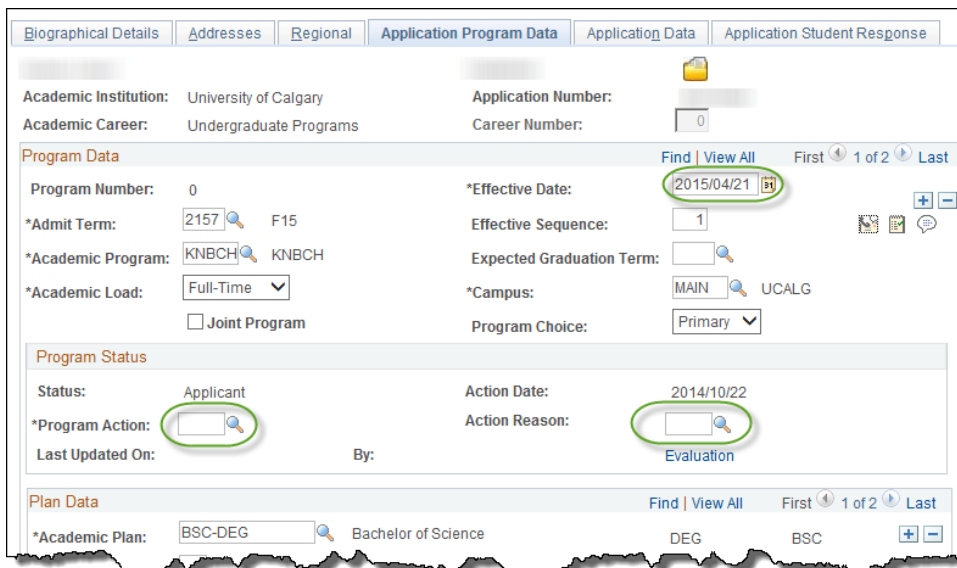 Biographical Details Addresses Regional Application Program Data Application Data Application Student Response
Academic Institution: University of Calgary Application Number:
Academic Career: Undergraduate Programs Career Number: 0
Program Data Find | View All First 1 of 2 Last
Program Number: 0 *Effective Date: 2015/04/21
*Admit Term: 2157 F15 Effective Sequence: 1
*Academic Program: KNBCH KNBCH Expected Graduation Term:
*Academic Load: Full-Time *Campus: MAIN UCALG
Joint Program Program Choice: Primary
Program Status
Status: Applicant Action Date: 2014/10/22
*Program Action: Action Reason:
Last Updated On: By: Evaluation
Plan Data Find | View All First 1 of 2 Last
*Academic Plan: BSC-DEG Bachelor of Science DEG BSC